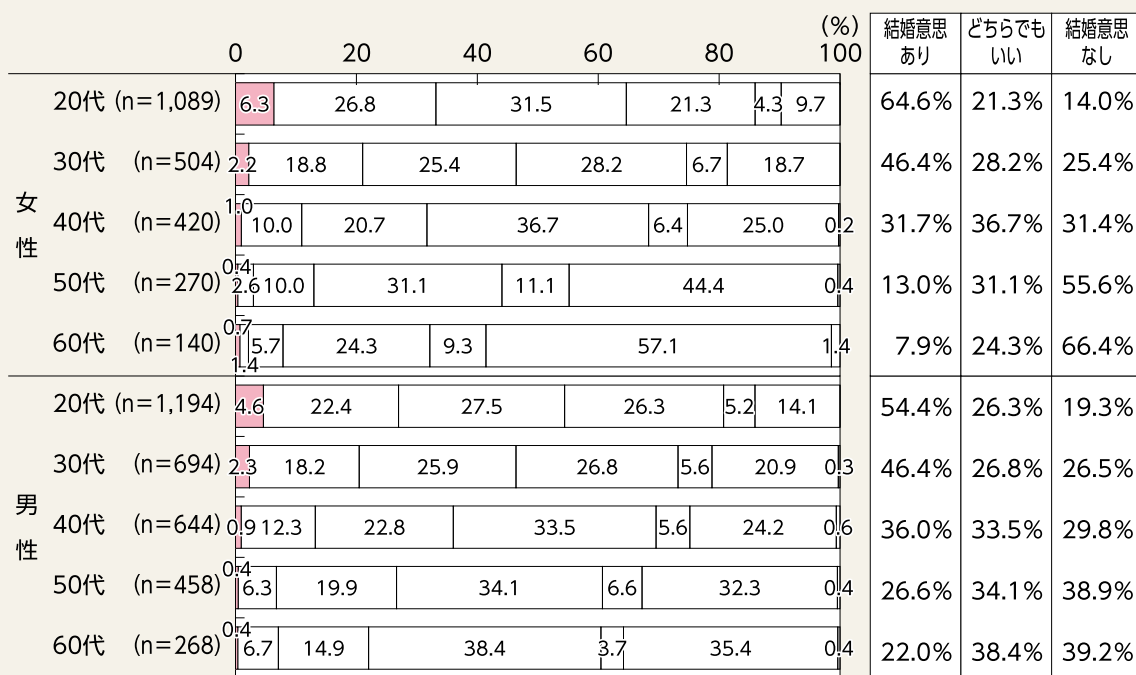 (%)
0 20 40 60 80 100
結婚意思あり どちらでもいい 結婚意思なし
女性
20代 (n=1,089) 6.3 26.8 31.5 21.3 4.3 9.7 64.6% 21.3% 14.0%
30代 (n=504) 2.2 18.8 25.4 28.2 6.7 18.7 46.4% 28.2% 25.4%
40代 (n=420) 1.0 10.0 20.7 36.7 6.4 25.0 0.2 31.7% 36.7% 31.4%
50代 (n=270) 0.4 2.6 10.0 31.1 11.1 44.4 0.4 13.0% 31.1% 55.6%
60代 (n=140) 0.7 1.4 5.7 24.3 9.3 57.1 1.4 7.9% 24.3% 66.4%
男性
20代 (n=1,194) 4.6 22.4 27.5 26.3 5.2 14.1 54.4% 26.3% 19.3%
30代 (n=694) 2.3 18.2 25.9 26.8 5.6 20.9 0.3 46.4% 26.8% 26.5%
40代 (n=644) 0.9 12.3 22.8 33.5 5.6 24.2 0.6 36.0% 33.5% 29.8%
50代 (n=458) 0.4 6.3 19.9 34.1 6.6 32.3 0.4 26.6% 34.1% 38.9%
60代 (n=268) 0.4 6.7 14.9 38.4 3.7 35.4 0.4 22.0% 38.4% 39.2%